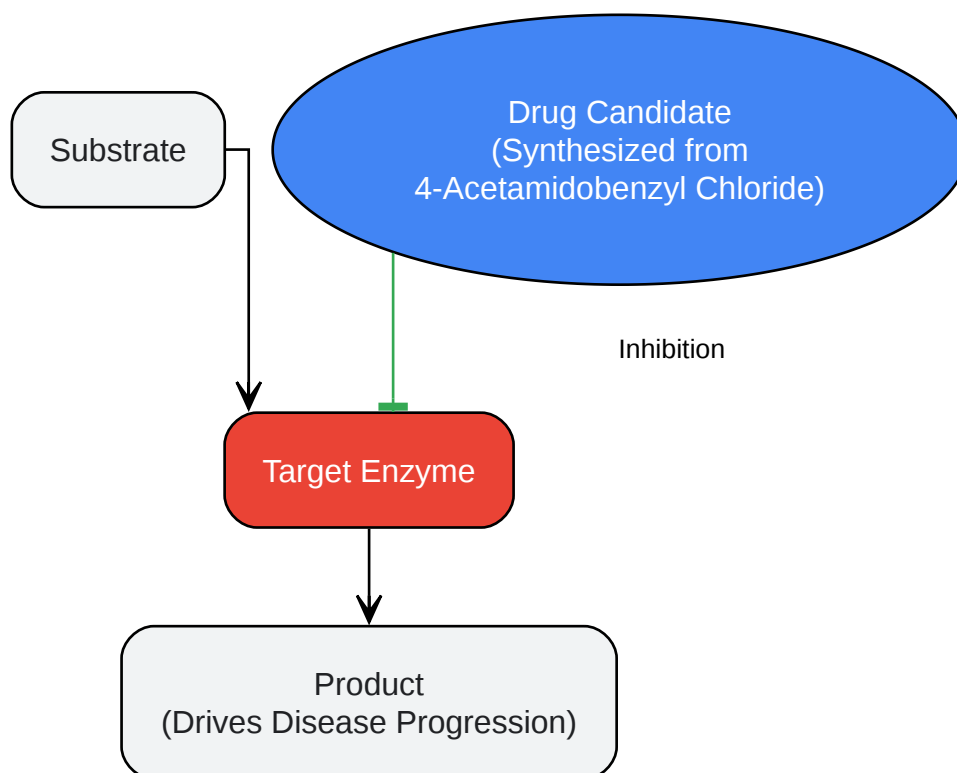 Substrate
Drug Candidate
(Synthesized from
4-Acetamidobenzyl Chloride)
Inhibition
Target Enzyme
Product
(Drives Disease Progression)